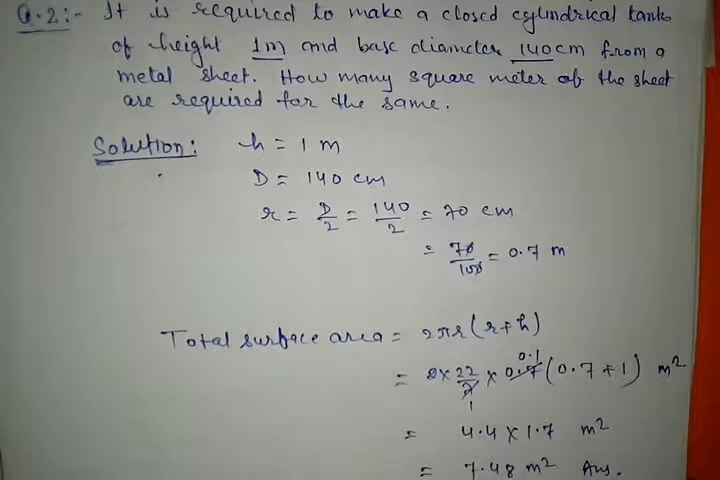 Q.2:- It is required to make a closed cylindrical tank
of height 1m and base diameter 140cm from a
metal sheet. How many square meter of the sheet
are required for the same.
Solution: h = 1 m
D = 140 cm
r = D/2 = 140/2 = 70 cm
= 70/100 = 0.7 m
Total surface area = 2πr(r+h)
= 2 × 22/7 × 0.7 (0.7 + 1) m² 0.1 1
= 4.4 × 1.7 m²
= 7.48 m² Ans.